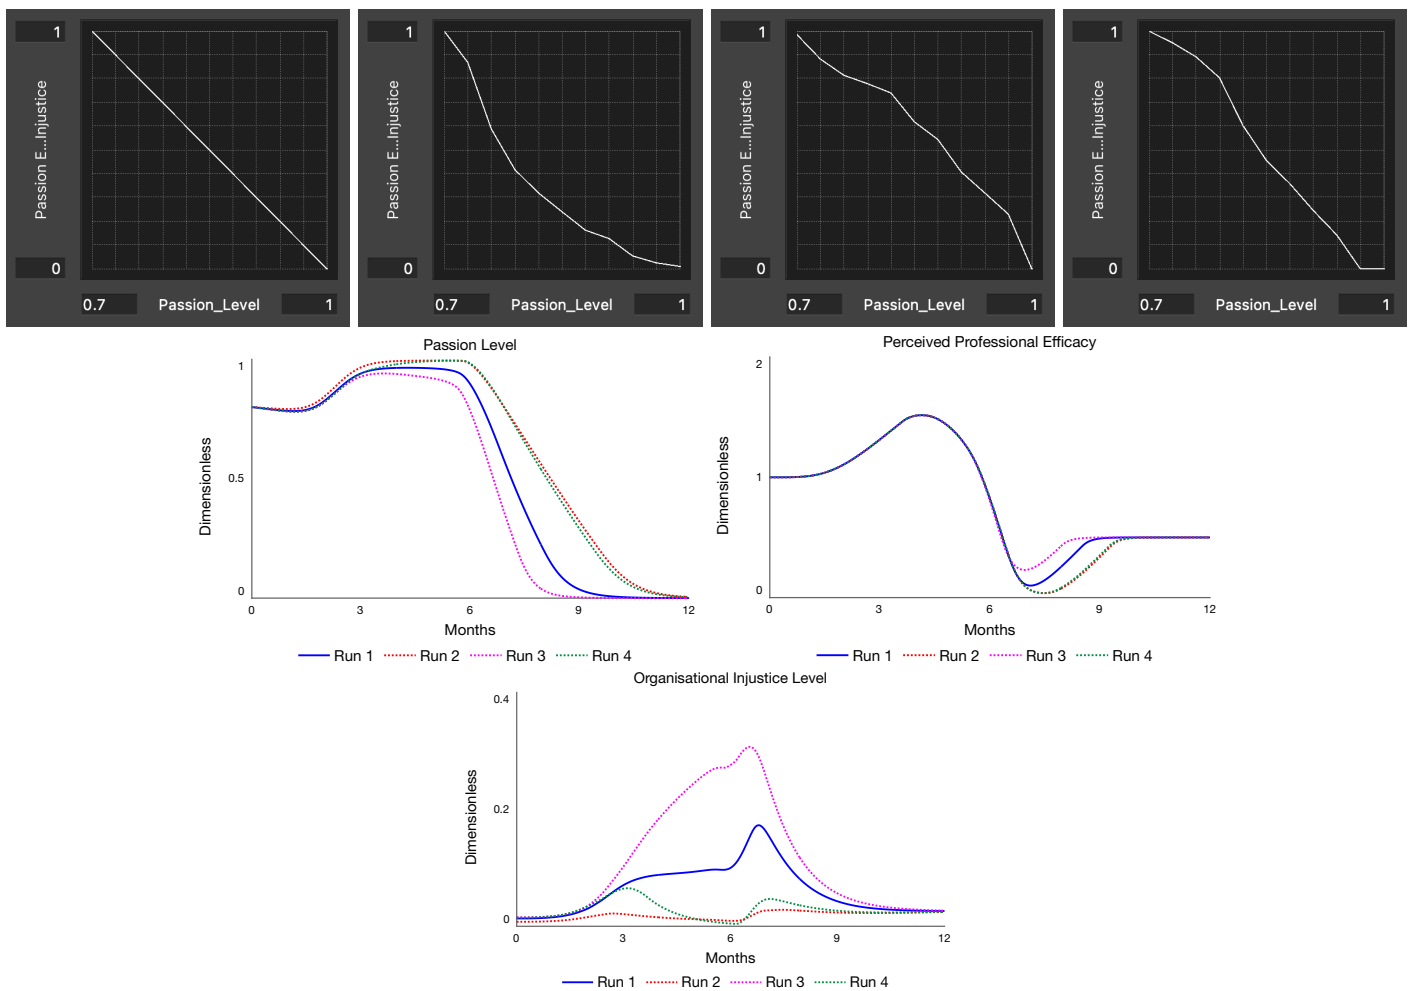 1
Passion E...Injustice
0
0.7 Passion_Level 1
1
Passion E...Injustice
0
0.7 Passion_Level 1
1
Passion E...Injustice
0
0.7 Passion_Level 1
1
Passion E...Injustice
0
0.7 Passion_Level 1
Passion Level
1
0.5
0
Dimensionless
0 3 6 9 12
Months
Run 1 Run 2 Run 3 Run 4
Perceived Professional Efficacy
2
1
0
Dimensionless
0 3 6 9 12
Months
Run 1 Run 2 Run 3 Run 4
Organisational Injustice Level
0.4
0.2
0
Dimensionless
0 3 6 9 12
Months
Run 1 Run 2 Run 3 Run 4